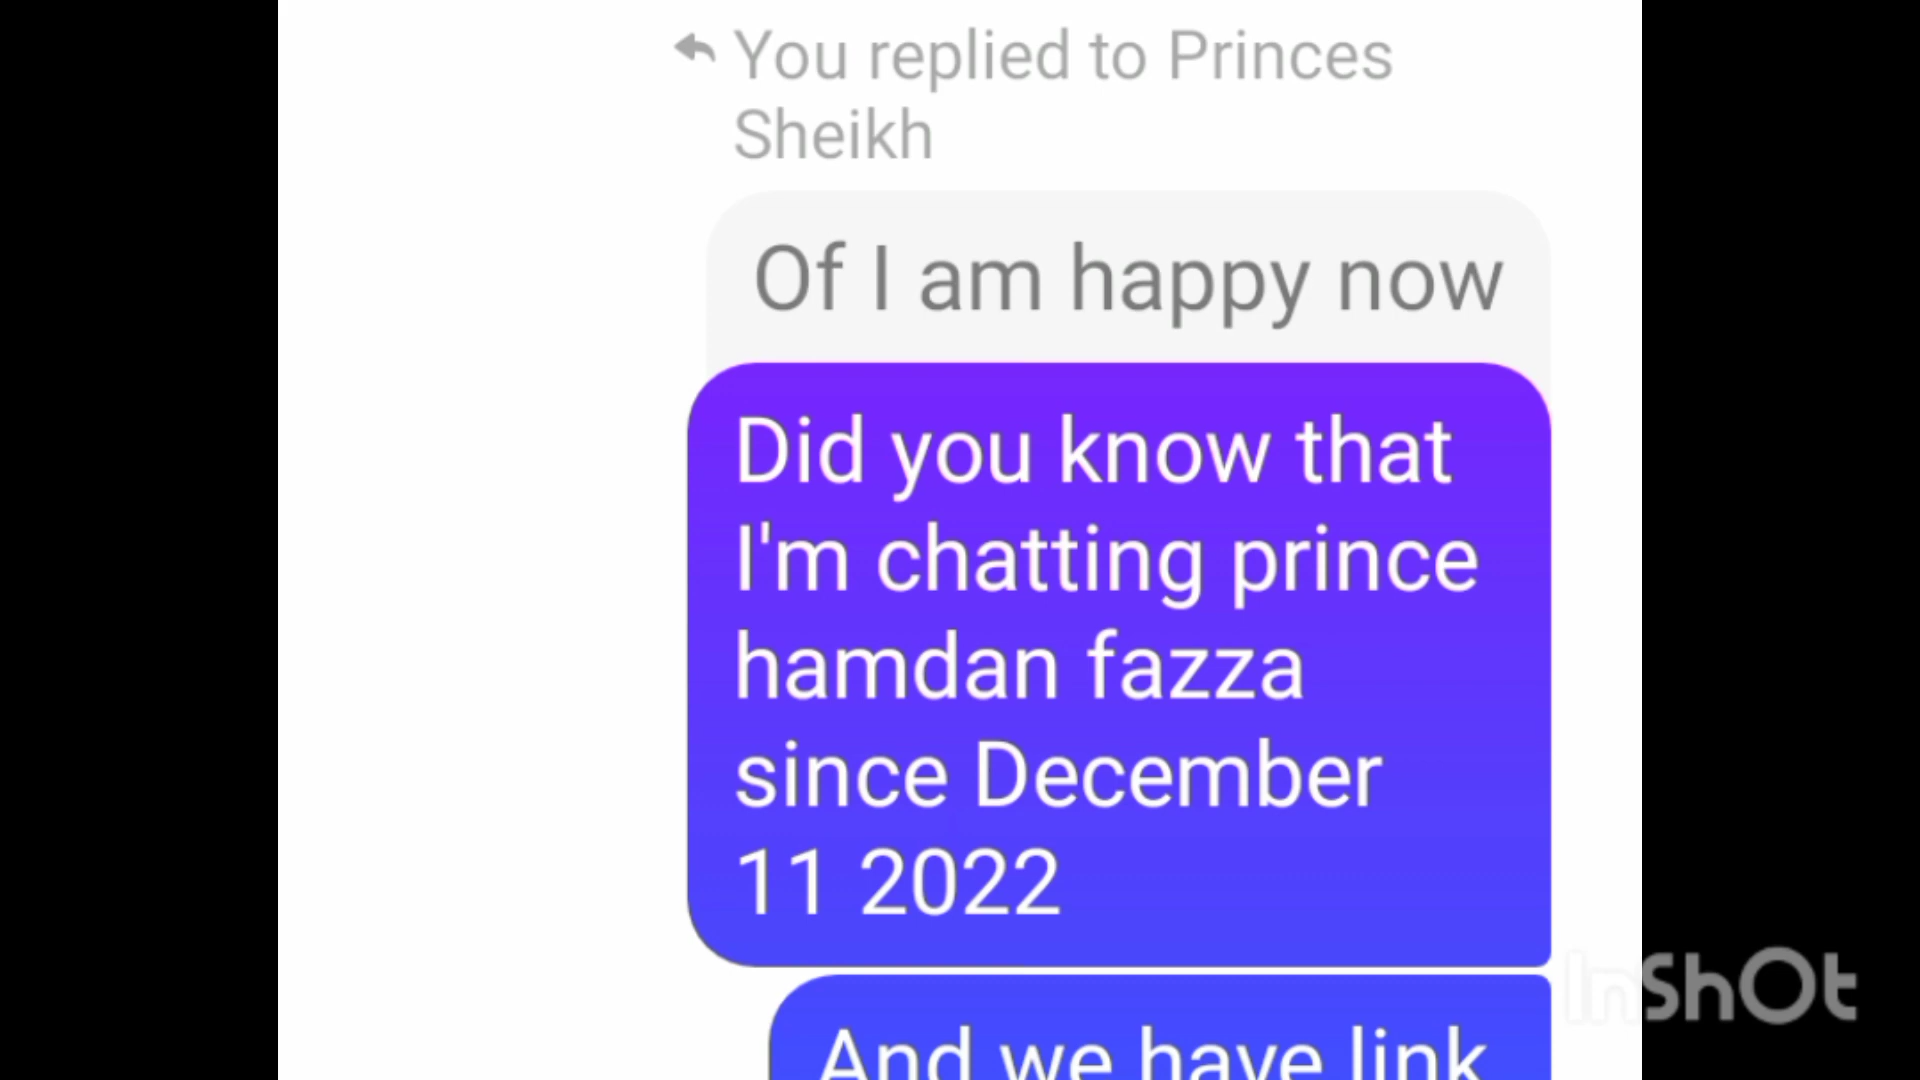 You replied to Princes
Sheikh
Of I am happy now
Did you know that
I'm chatting prince
hamdan fazza
since December
11 2022
And we have link
InShOt